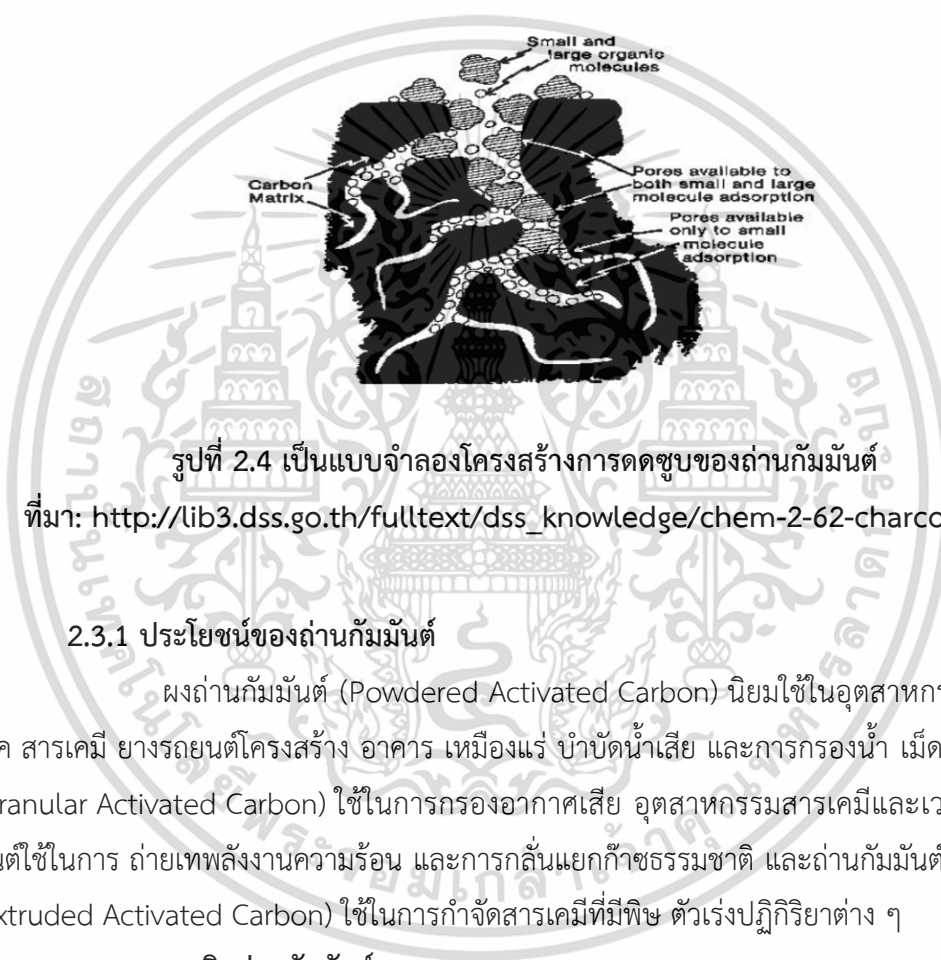 Small and
large organic
molecules
Carbon
Matrix
Pores available to
both small and large
molecule adsorption
Pores available
only to small
molecule
adsorption
รูปที่ 2.4 เป็นแบบจำลองโครงสร้างการดดซูบของถ่านกัมมันต์
ที่มา: http://lib3.dss.go.th/fulltext/dss_knowledge/chem-2-62-charco
2.3.1 ประโยชน์ของถ่านกัมมันต์
ผงถ่านกัมมันต์ (Powdered Activated Carbon) นิยมใช้ในอุตสาหกร
ค สารเคมี ยางรถยนต์โครงสร้าง อาคาร เหมืองแร่ บำบัดน้ำเสีย และการกรองน้ำ เม็ด
ranular Activated Carbon) ใช้ในการกรองอากาศเสีย อุตสาหกรรมสารเคมีและเว
นต์ใช้ในการ ถ่ายเทพลังงานความร้อน และการกลั่นแยกก๊าซธรรมชาติ และถ่านกัมมันต์
xtruded Activated Carbon) ใช้ในการกำจัดสารเคมีที่มีพิษ ตัวเร่งปฏิกิริยาต่าง ๆ